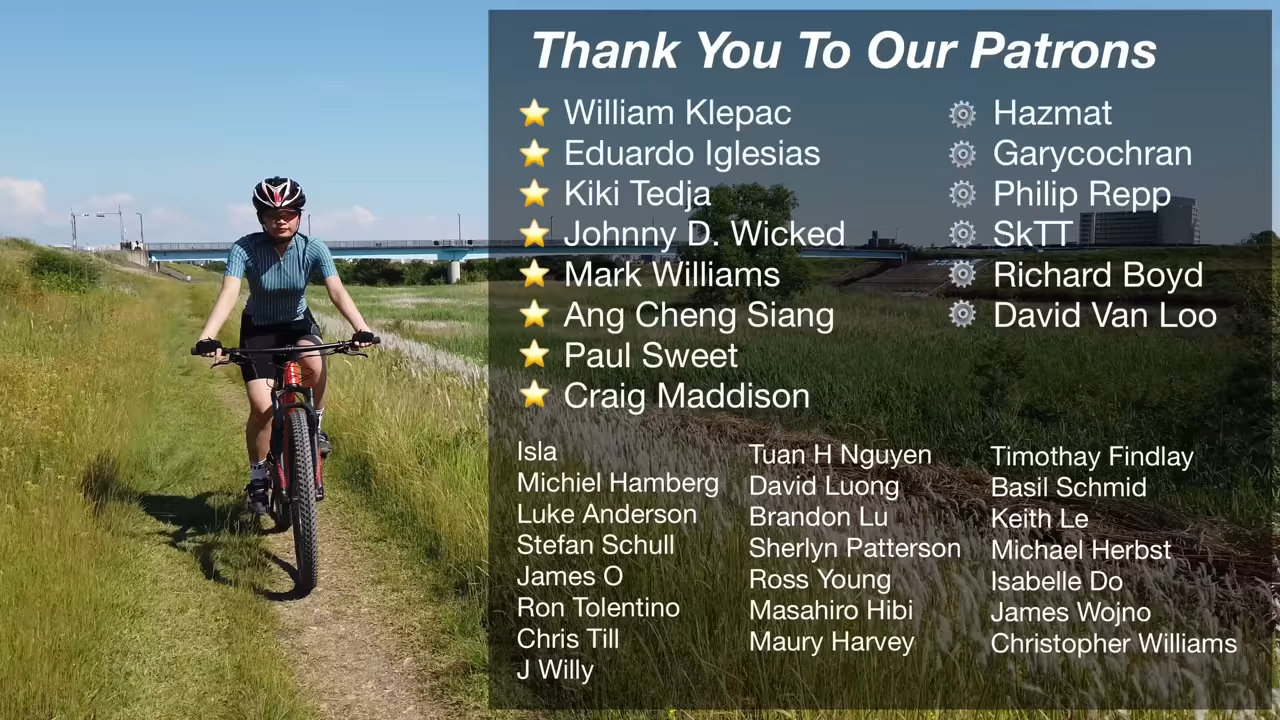 Thank You To Our Patrons
William Klepac
Eduardo Iglesias
Kiki Tedja
Johnny D. Wicked
Mark Williams
Ang Cheng Siang
Paul Sweet
Craig Maddison
Hazmat
Garycochran
Philip Repp
SkTT
Richard Boyd
David Van Loo
Isla
Michiel Hamberg
Luke Anderson
Stefan Schull
James O
Ron Tolentino
Chris Till
J Willy
Tuan H Nguyen
David Luong
Brandon Lu
Sherlyn Patterson
Ross Young
Masahiro Hibi
Maury Harvey
Timothay Findlay
Basil Schmid
Keith Le
Michael Herbst
Isabelle Do
James Wojno
Christopher Williams